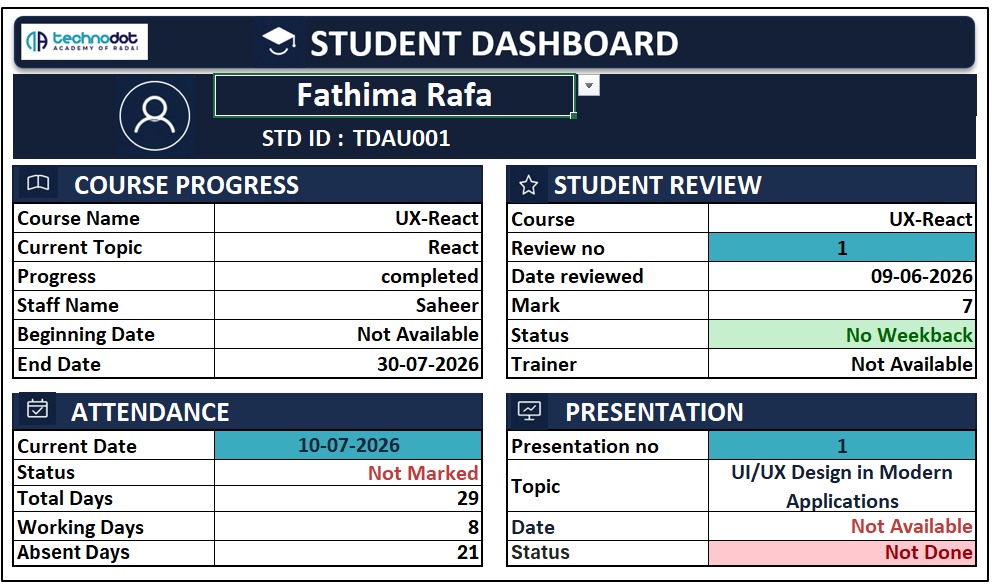 technodot
ACADEMY OF R&DAI
STUDENT DASHBOARD
Fathima Rafa
STD ID : TDAU001
COURSE PROGRESS
Course Name UX-React
Current Topic React
Progress completed
Staff Name Saheer
Beginning Date Not Available
End Date 30-07-2026
STUDENT REVIEW
Course UX-React
Review no 1
Date reviewed 09-06-2026
Mark 7
Status No Weekback
Trainer Not Available
ATTENDANCE
Current Date 10-07-2026
Status Not Marked
Total Days 29
Working Days 8
Absent Days 21
PRESENTATION
Presentation no 1
Topic UI/UX Design in Modern
Applications
Date Not Available
Status Not Done